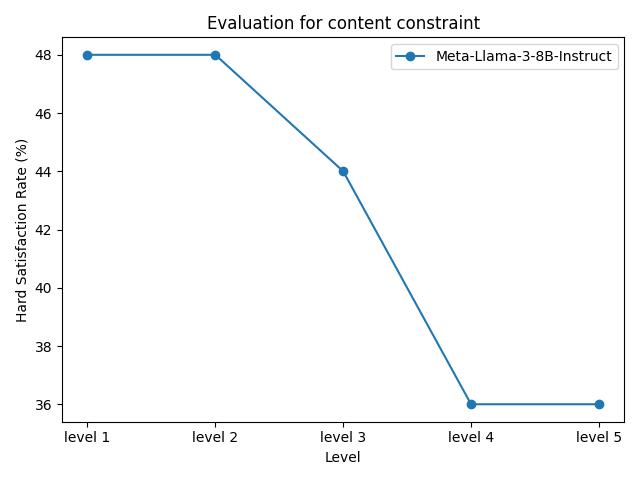 Evaluation for content constraint
Meta-Llama-3-8B-Instruct
Hard Satisfaction Rate (%)
48
46
44
42
40
38
36
level 1 level 2 level 3 level 4 level 5
Level